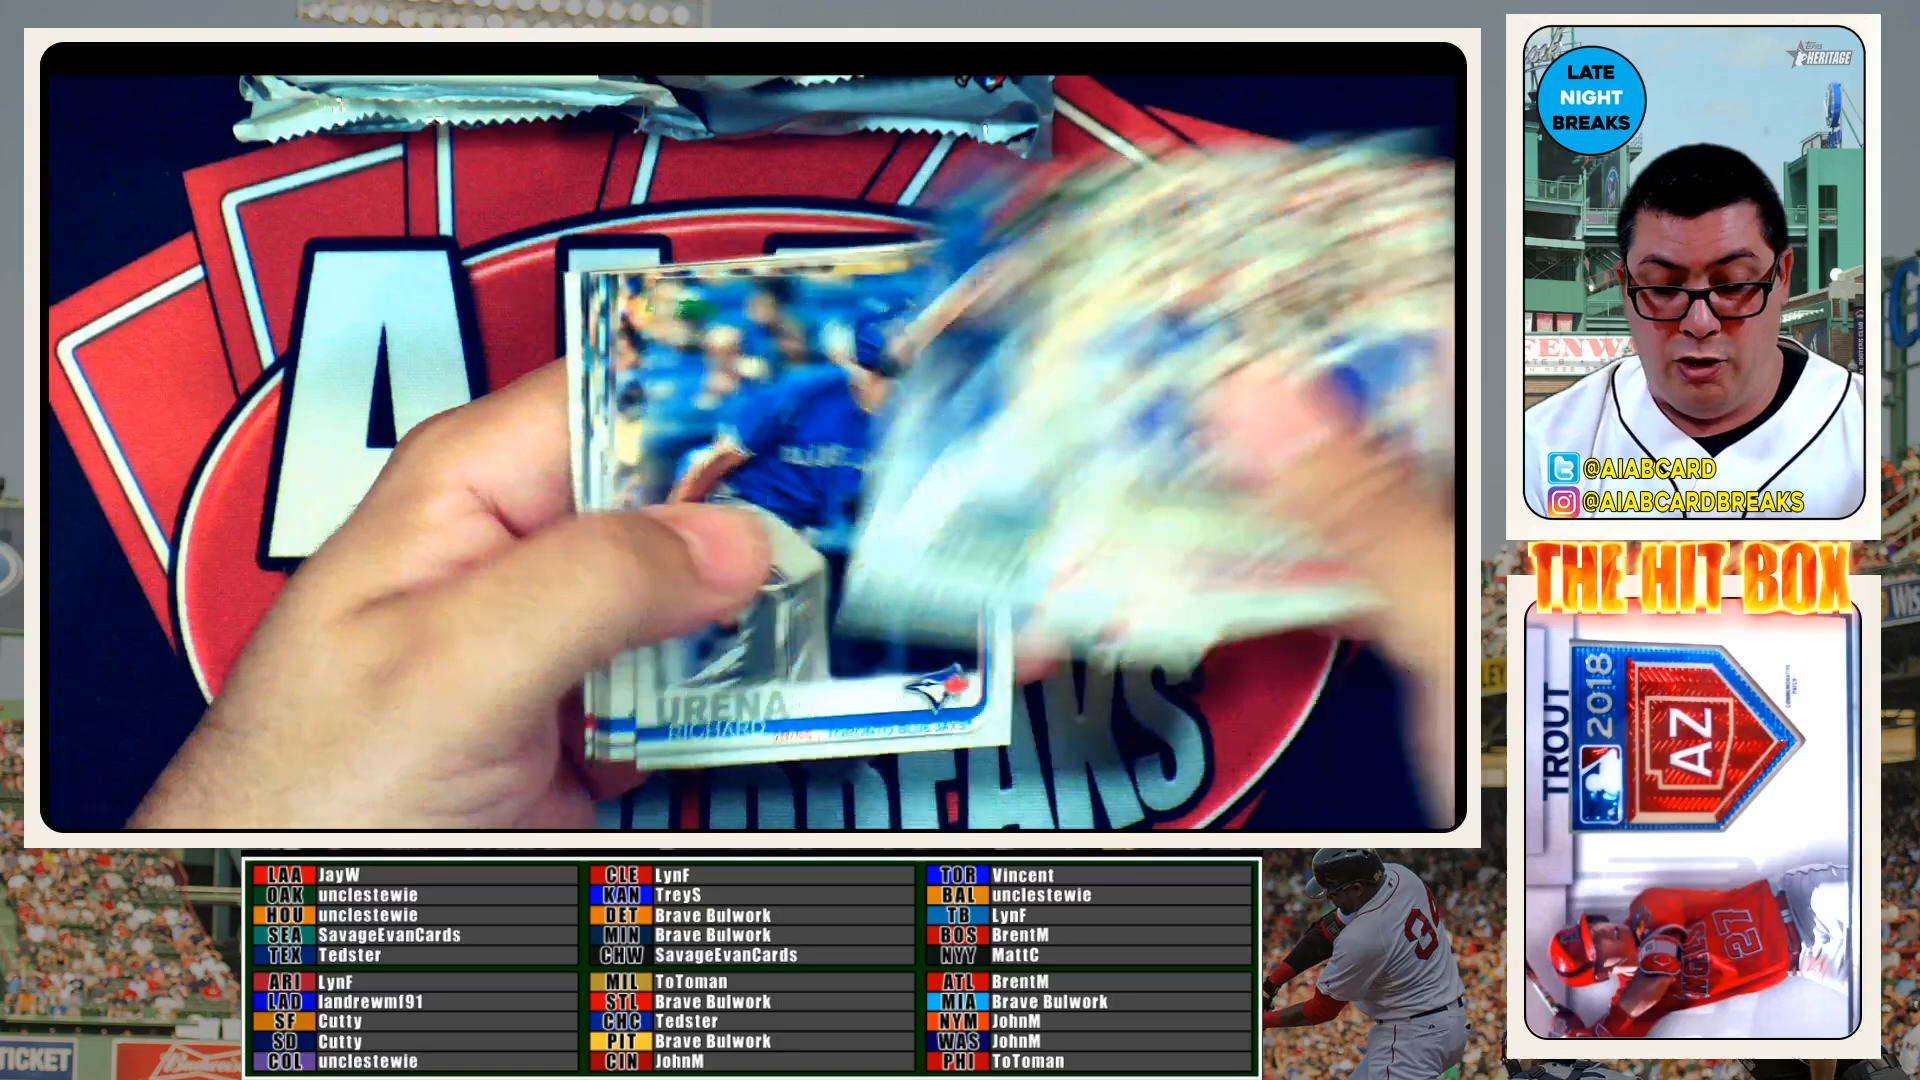 LATE
NIGHT
BREAKS
TOPPS
HERITAGE
@AIABCARD
@AIABCARDBREAKS
THE HIT BOX
TROUT
2018
AZ
27
URENA
RICHARD
34
TICKET
LAA JayW
OAK unclestewie
HOU unclestewie
SEA SavageEvanCards
TEX Tedster
ARI LynF
LAD landrewmf91
SF Cutty
SD Cutty
COL unclestewie
CLE LynF
KAN TreyS
DET Brave Bulwork
MIN Brave Bulwork
CHW SavageEvanCards
MIL ToToman
STL Brave Bulwork
CHC Tedster
PIT Brave Bulwork
CIN JohnM
TOR Vincent
BAL unclestewie
TB LynF
BOS BrentM
NYY MattC
ATL BrentM
MIA Brave Bulwork
NYM JohnM
WAS JohnM
PHI ToToman